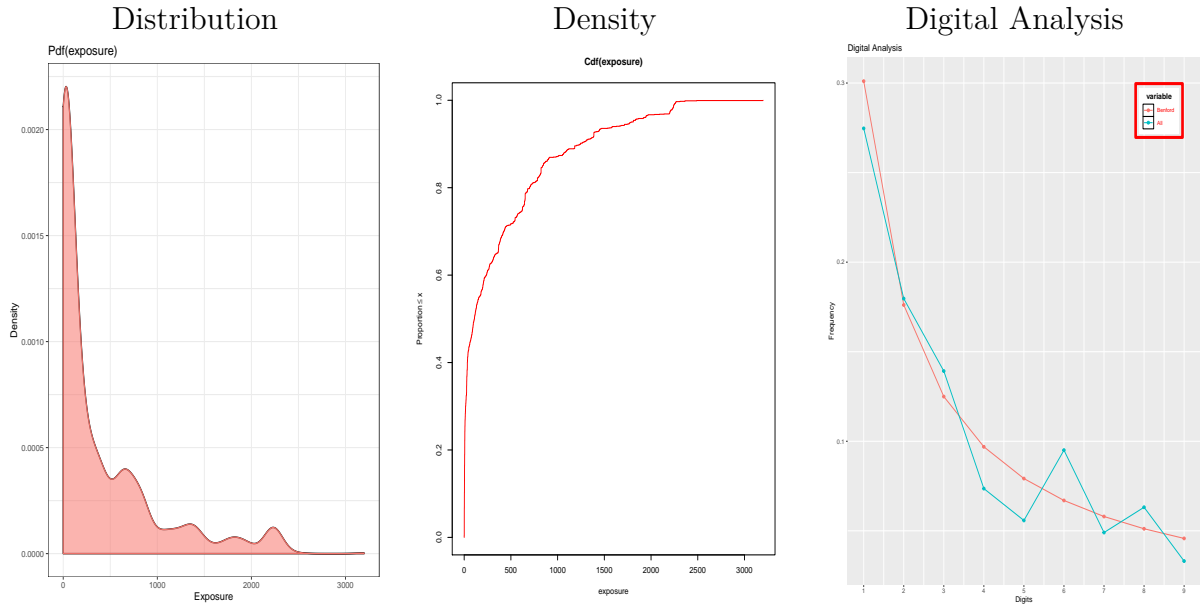 Distribution
Density
Digital Analysis
Pdf(exposure)
0.0020
0.0015
0.0010
0.0005
0.0000
Density
0
1000
2000
3000
Exposure
Cdf(exposure)
1.0
0.8
0.6
0.4
0.2
0.0
Proportion ≤ x
0
500
1000
1500
2000
2500
3000
exposure
Digital Analysis
0.3
0.2
0.1
Frequency
variable
Benford
All
1
2
3
4
5
6
7
8
9
Digits